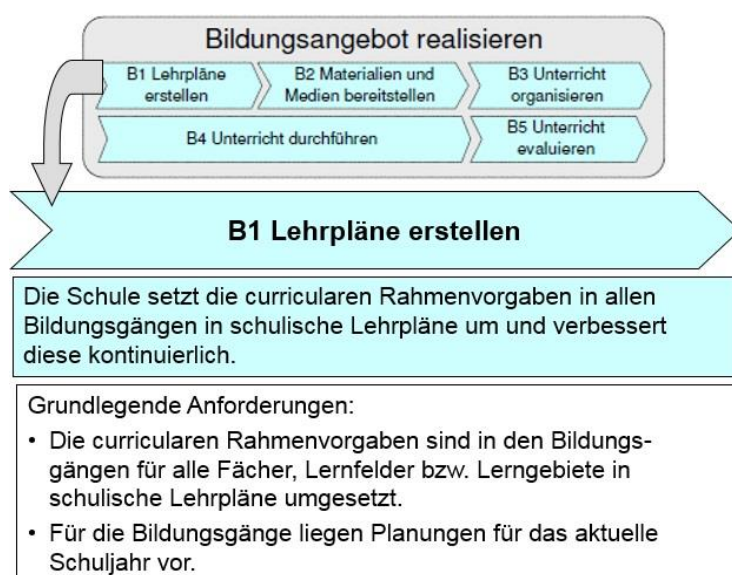 Bildungsangebot realisieren
B1 Lehrpläne
erstellen
B2 Materialien und
Medien bereitstellen
B3 Unterricht
organisieren
B4 Unterricht durchführen
B5 Unterricht
evaluieren
B1 Lehrpläne erstellen
Die Schule setzt die curricularen Rahmenvorgaben in allen
Bildungsgängen in schulische Lehrpläne um und verbessert
diese kontinuierlich.
Grundlegende Anforderungen:
• Die curricularen Rahmenvorgaben sind in den Bildungs-
gängen für alle Fächer, Lernfelder bzw. Lerngebiete in
schulische Lehrpläne umgesetzt.
• Für die Bildungsgänge liegen Planungen für das aktuelle
Schuljahr vor.